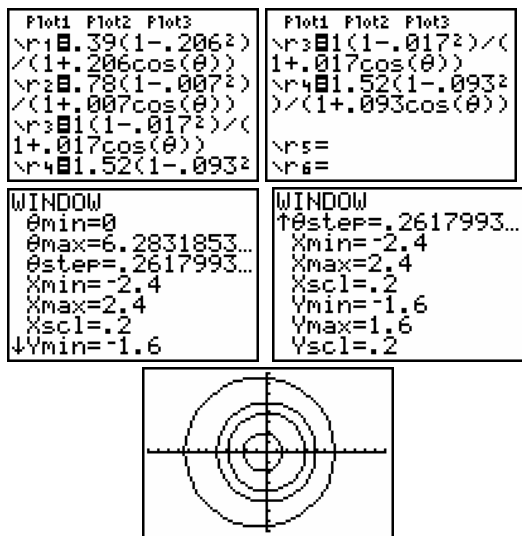 Plot1 Plot2 Plot3
\r1=.39(1-.206²)
/(1+.206cos(θ))
\r2=.78(1-.007²)
/(1+.007cos(θ))
\r3=1(1-.017²)/(
1+.017cos(θ))
\r4=1.52(1-.093²
Plot1 Plot2 Plot3
\r3=1(1-.017²)/(
1+.017cos(θ))
\r4=1.52(1-.093²
)/(1+.093cos(θ))
\r5=
\r6=
WINDOW
θmin=0
θmax=6.2831853...
θstep=.2617993...
Xmin=-2.4
Xmax=2.4
Xscl=.2
↓Ymin=-1.6
WINDOW
↑θstep=.2617993...
Xmin=-2.4
Xmax=2.4
Xscl=.2
Ymin=-1.6
Ymax=1.6
Yscl=.2